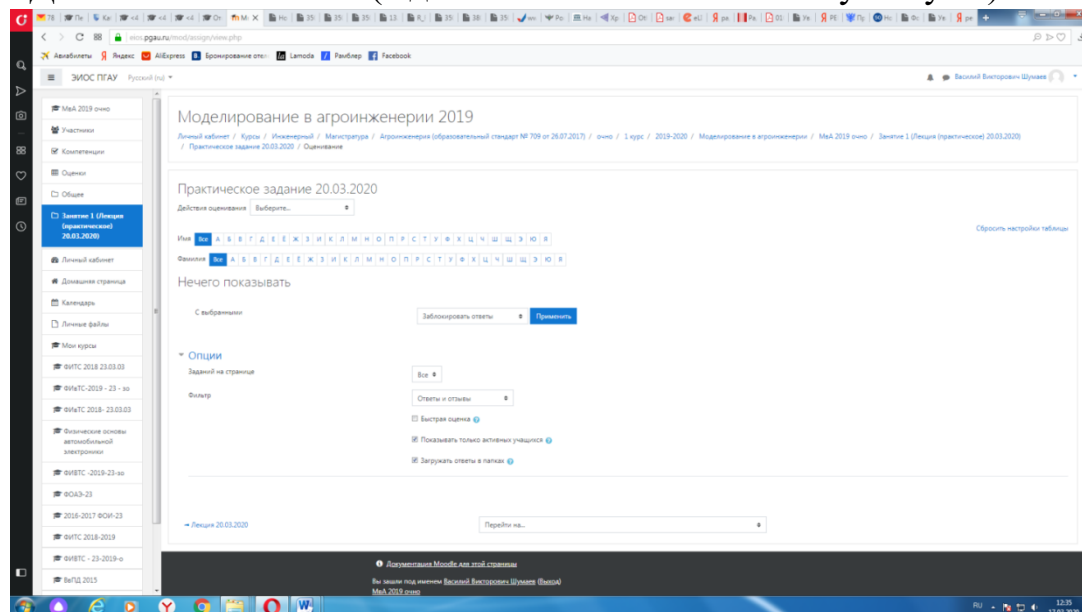 eios.pgau.ru/mod/assign/view.php
Авиабилеты Яндекс AliExpress Бронирование оте Lamoda Рамблер Facebook
ЭИОС ПГАУ Русский (ru)
Василий Викторович Шумаев
МвА 2019 очно
Участники
Компетенции
Оценки
Общее
Занятие 1 (Лекция
(практическое)
20.03.2020)
Личный кабинет
Домашняя страница
Календарь
Личные файлы
Мои курсы
ФИТС 2018 23.03.03
ФИвТС-2019 - 23 - зо
ФИвТС 2018- 23.03.03
Физические основы
автомобильной
электроники
ФИВТС -2019-23-зо
ФОАЭ-23
2016-2017 ФОИ-23
ФИТС 2018-2019
ФИВТС - 23-2019-о
ВеПД 2015
Моделирование в агроинженерии 2019
Личный кабинет / Курсы / Инженерный / Магистратура / Агроинженерия (образовательный стандарт № 709 от 26.07.2017) / очно / 1 курс / 2019-2020 / Моделирование в агроинженерии / МвА 2019 очно / Занятие 1 (Лекция (практическое) 20.03.2020)
/ Практическое задание 20.03.2020 / Оценивание
Практическое задание 20.03.2020
Действия оценивания Выберите...
Сбросить настройки таблицы
Имя Все А Б В Г Д Е Ё Ж З И К Л М Н О П Р С Т У Ф Х Ц Ч Ш Щ Э Ю Я
Фамилия Все А Б В Г Д Е Ё Ж З И К Л М Н О П Р С Т У Ф Х Ц Ч Ш Щ Э Ю Я
Нечего показывать
С выбранными Заблокировать ответы Применить
Опции
Заданий на странице Все
Фильтр Ответы и отзывы
Быстрая оценка
Показывать только активных учащихся
Загружать ответы в папках
→ Лекция 20.03.2020 Перейти на...
Документация Moodle для этой страницы
Вы зашли под именем Василий Викторович Шумаев (Выход)
МвА 2019 очно
RU 12:35